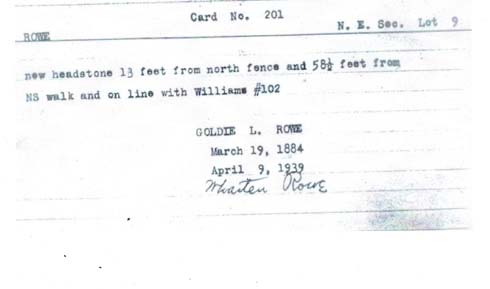 Card No. 201
N. E. Sec. Lot 9
ROWE
new headstone 13 feet from north fence and 58½ feet from
NS walk and on line with Williams #102
GOLDIE L. ROWE
March 19, 1884
April 9, 1939
Wharten Rowe